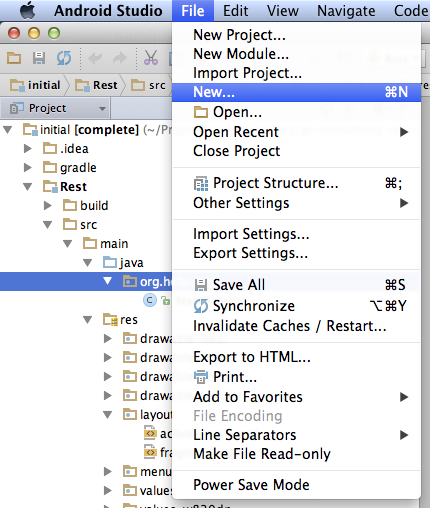 Android Studio File Edit View Navigate Code
New Project...
New Module...
Import Project...
New... ⌘N
Open...
Open Recent
Close Project
Project Structure... ⌘;
Other Settings
Import Settings...
Export Settings...
Save All ⌘S
Synchronize ⌥⌘Y
Invalidate Caches / Restart...
Export to HTML...
Print...
Add to Favorites
File Encoding
Line Separators
Make File Read-only
Power Save Mode
initial Rest src
Project
initial [complete] (~/P
.idea
gradle
Rest
build
src
main
java
org.h
C
res
drawa
drawa
drawa
drawa
layout
ac
fra
menu
values